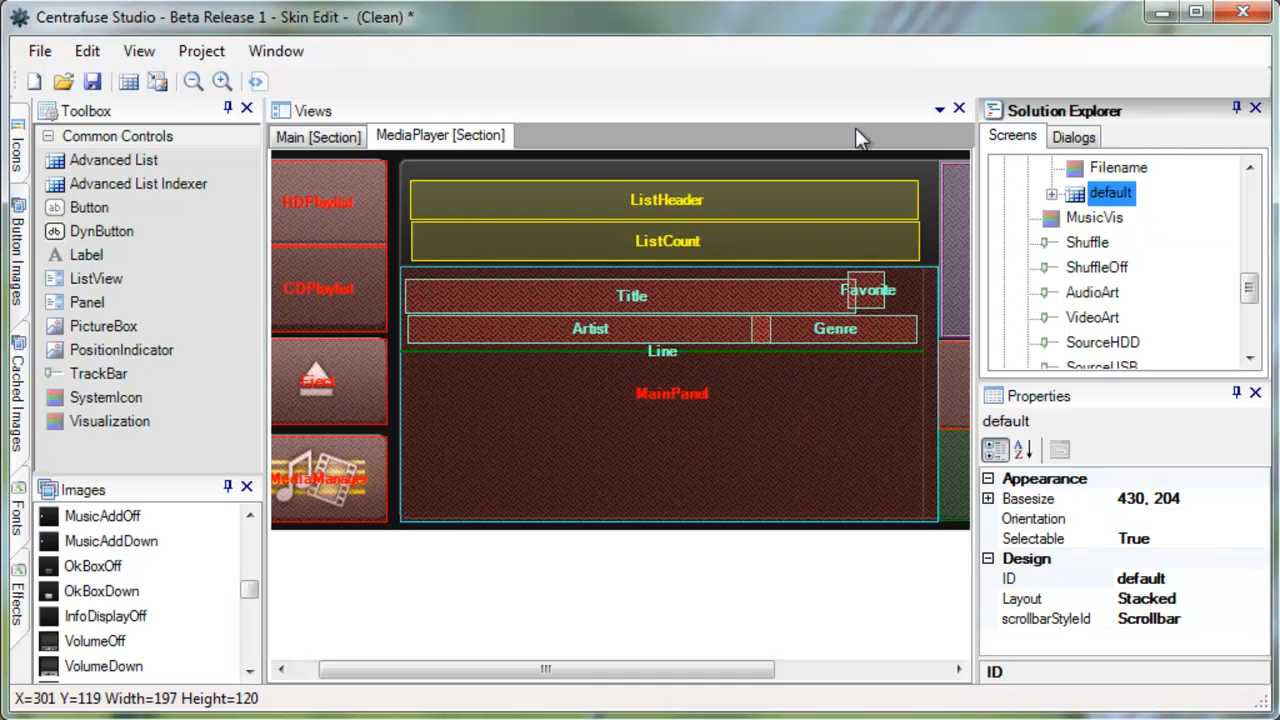 Centrafuse Studio - Beta Release 1 - Skin Edit - (Clean) *
File Edit View Project Window
Toolbox
Common Controls
Advanced List
Advanced List Indexer
Button
DynButton
Label
ListView
Panel
PictureBox
PositionIndicator
TrackBar
SystemIcon
Visualization
Icons
Button Images
Cached Images
Fonts
Effects
Images
MusicAddOff
MusicAddDown
OkBoxOff
OkBoxDown
InfoDisplayOff
VolumeOff
VolumeDown
Views
Main [Section] MediaPlayer [Section]
HDPlaylist
CDPlaylist
Eject
MediaManager
ListHeader
ListCount
Title Favorite
Artist Genre
Line
MainPanel
Solution Explorer
Screens Dialogs
Filename
default
MusicVis
Shuffle
ShuffleOff
AudioArt
VideoArt
SourceHDD
SourceUSB
Properties
default
Appearance
Basesize 430, 204
Orientation
Selectable True
Design
ID default
Layout Stacked
scrollbarStyleId Scrollbar
ID
X=301 Y=119 Width=197 Height=120